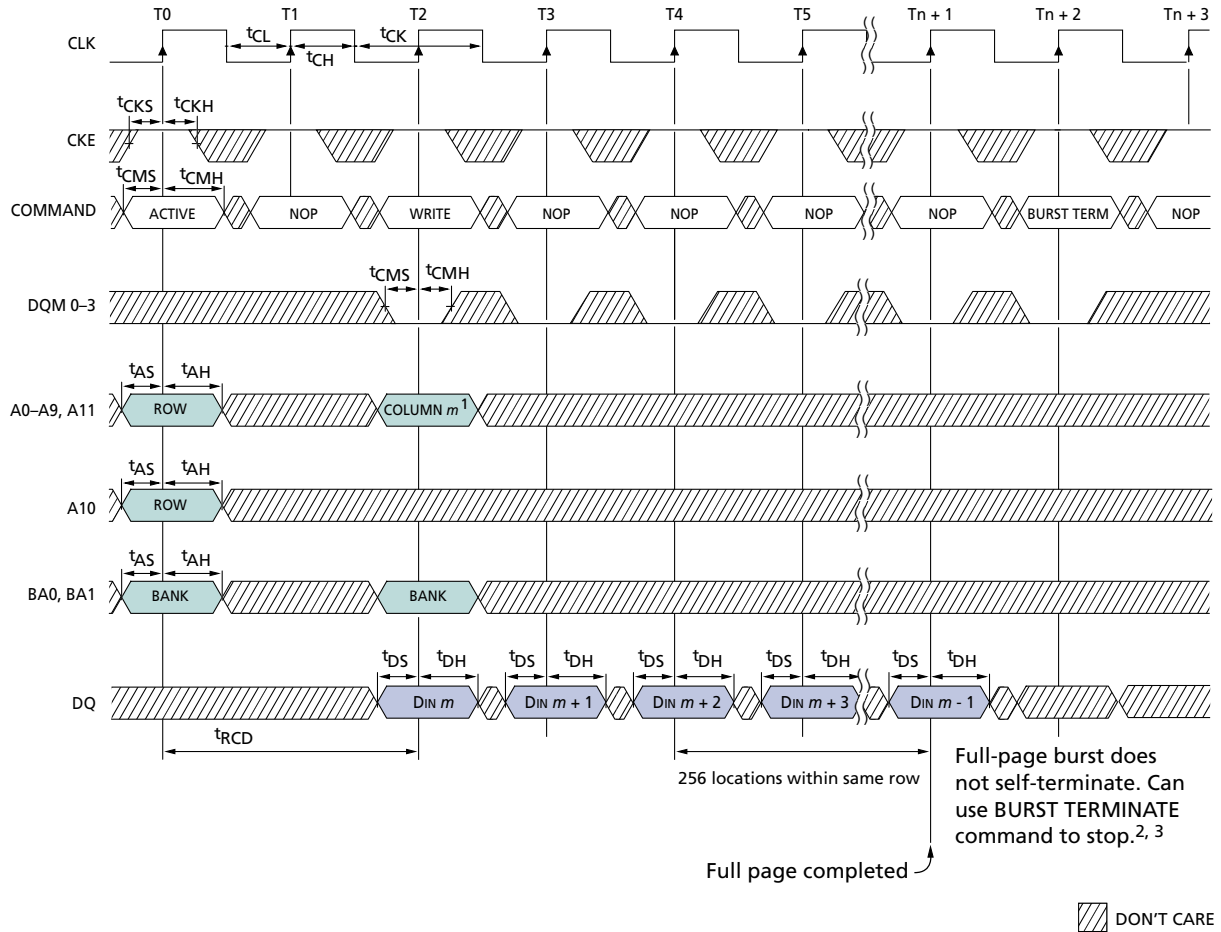 T0 T1 T2 T3 T4 T5 Tn + 1 Tn + 2 Tn + 3
CLK
tCL tCK
tCH
tCKS tCKH
CKE
tCMS tCMH
COMMAND ACTIVE NOP WRITE NOP NOP NOP NOP BURST TERM NOP
tCMS tCMH
DQM 0–3
tAS tAH
A0–A9, A11 ROW COLUMN m1
tAS tAH
A10 ROW
tAS tAH
BA0, BA1 BANK BANK
tDS tDH tDS tDH tDS tDH tDS tDH tDS tDH
DQ DIN m DIN m + 1 DIN m + 2 DIN m + 3 DIN m - 1
tRCD
256 locations within same row
Full-page burst does
not self-terminate. Can
use BURST TERMINATE
command to stop.2, 3
Full page completed
DON'T CARE